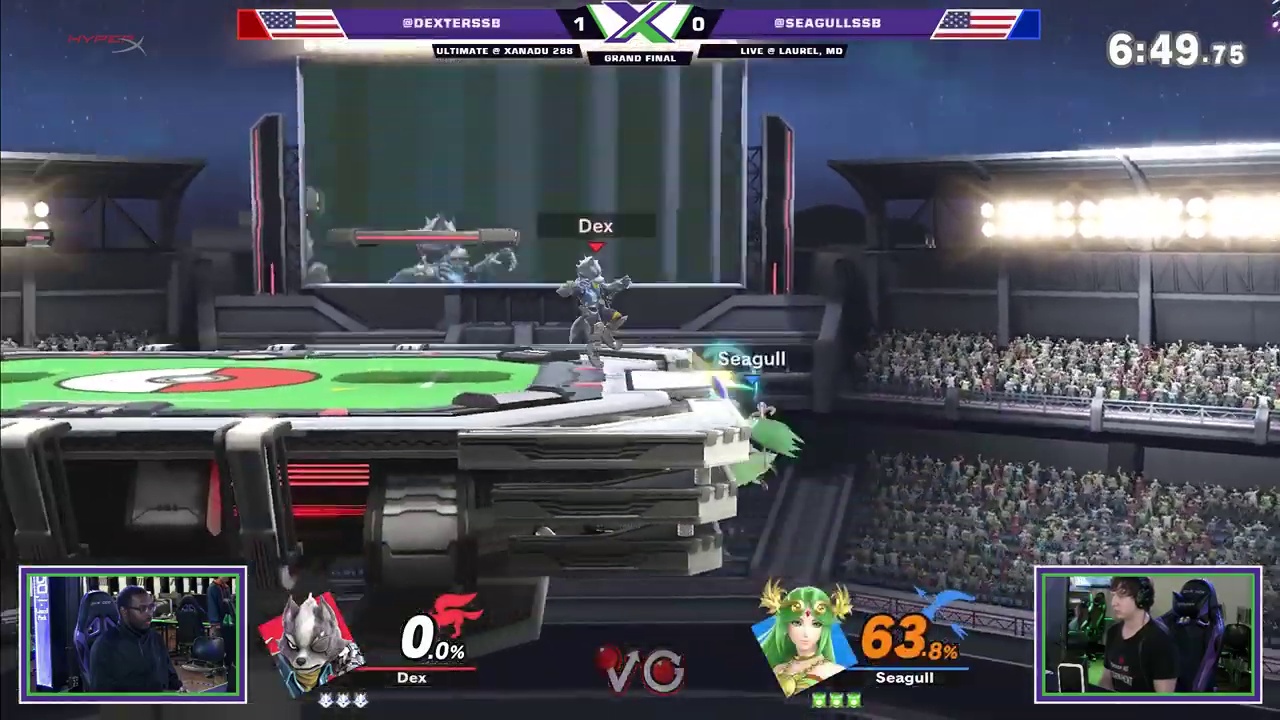 @DEXTERSSB 1 X 0 @SEAGULLSSB
ULTIMATE @ XANADU 288
GRAND FINAL
LIVE @ LAUREL, MD
HYPERX
6:49.75
Dex
Seagull
0.0%
Dex
63.8%
Seagull